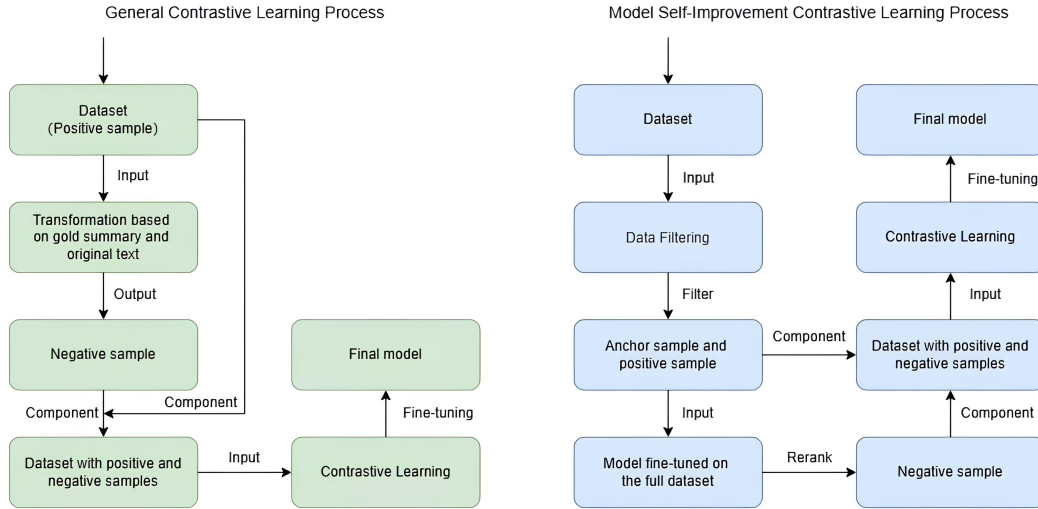 General Contrastive Learning Process
Dataset
(Positive sample)
Input
Transformation based
on gold summary and
original text
Output
Negative sample
Component
Component
Dataset with positive and
negative samples
Input
Contrastive Learning
Fine-tuning
Final model
Model Self-Improvement Contrastive Learning Process
Dataset
Input
Data Filtering
Filter
Anchor sample and
positive sample
Component
Input
Model fine-tuned on
the full dataset
Rerank
Negative sample
Component
Dataset with positive and
negative samples
Input
Contrastive Learning
Fine-tuning
Final model